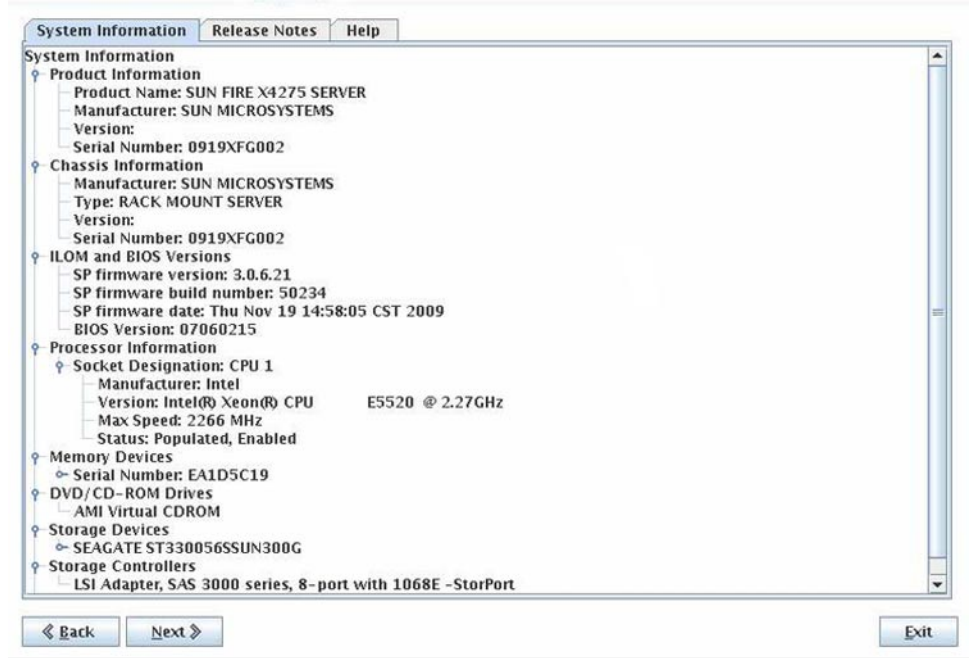 System Information Release Notes Help
System Information
Product Information
Product Name: SUN FIRE X4275 SERVER
Manufacturer: SUN MICROSYSTEMS
Version:
Serial Number: 0919XFG002
Chassis Information
Manufacturer: SUN MICROSYSTEMS
Type: RACK MOUNT SERVER
Version:
Serial Number: 0919XFG002
ILOM and BIOS Versions
SP firmware version: 3.0.6.21
SP firmware build number: 50234
SP firmware date: Thu Nov 19 14:58:05 CST 2009
BIOS Version: 07060215
Processor Information
Socket Designation: CPU 1
Manufacturer: Intel
Version: Intel(R) Xeon(R) CPU E5520 @ 2.27GHz
Max Speed: 2266 MHz
Status: Populated, Enabled
Memory Devices
Serial Number: EA1D5C19
DVD/CD-ROM Drives
AMI Virtual CDROM
Storage Devices
SEAGATE ST330056SSUN300G
Storage Controllers
LSI Adapter, SAS 3000 series, 8-port with 1068E -StorPort
Back Next Exit